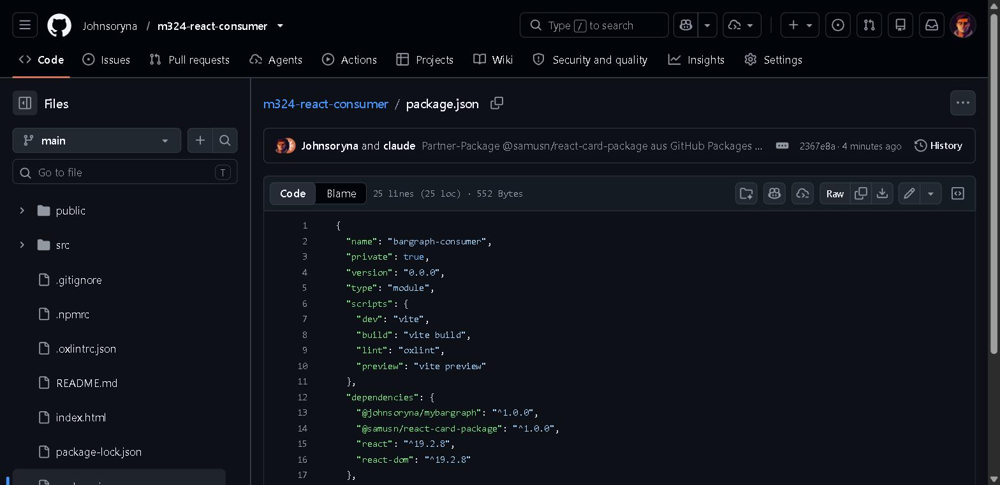 Johnsoryna / m324-react-consumer
Type / to search
Code Issues Pull requests Agents Actions Projects Wiki Security and quality Insights Settings
Files
m324-react-consumer / package.json
main
Johnsoryna and claude Partner-Package @samusn/react-card-package aus GitHub Packages ... 2367e8a · 4 minutes ago History
Go to file T
Code Blame 25 lines (25 loc) · 552 Bytes Raw
public
src
.gitignore
.npmrc
.oxlintrc.json
README.md
index.html
package-lock.json
1 {
2 "name": "bargraph-consumer",
3 "private": true,
4 "version": "0.0.0",
5 "type": "module",
6 "scripts": {
7 "dev": "vite",
8 "build": "vite build",
9 "lint": "oxlint",
10 "preview": "vite preview"
11 },
12 "dependencies": {
13 "@johnsoryna/mybargraph": "^1.0.0",
14 "@samusn/react-card-package": "^1.0.0",
15 "react": "^19.2.8",
16 "react-dom": "^19.2.8"
17 },